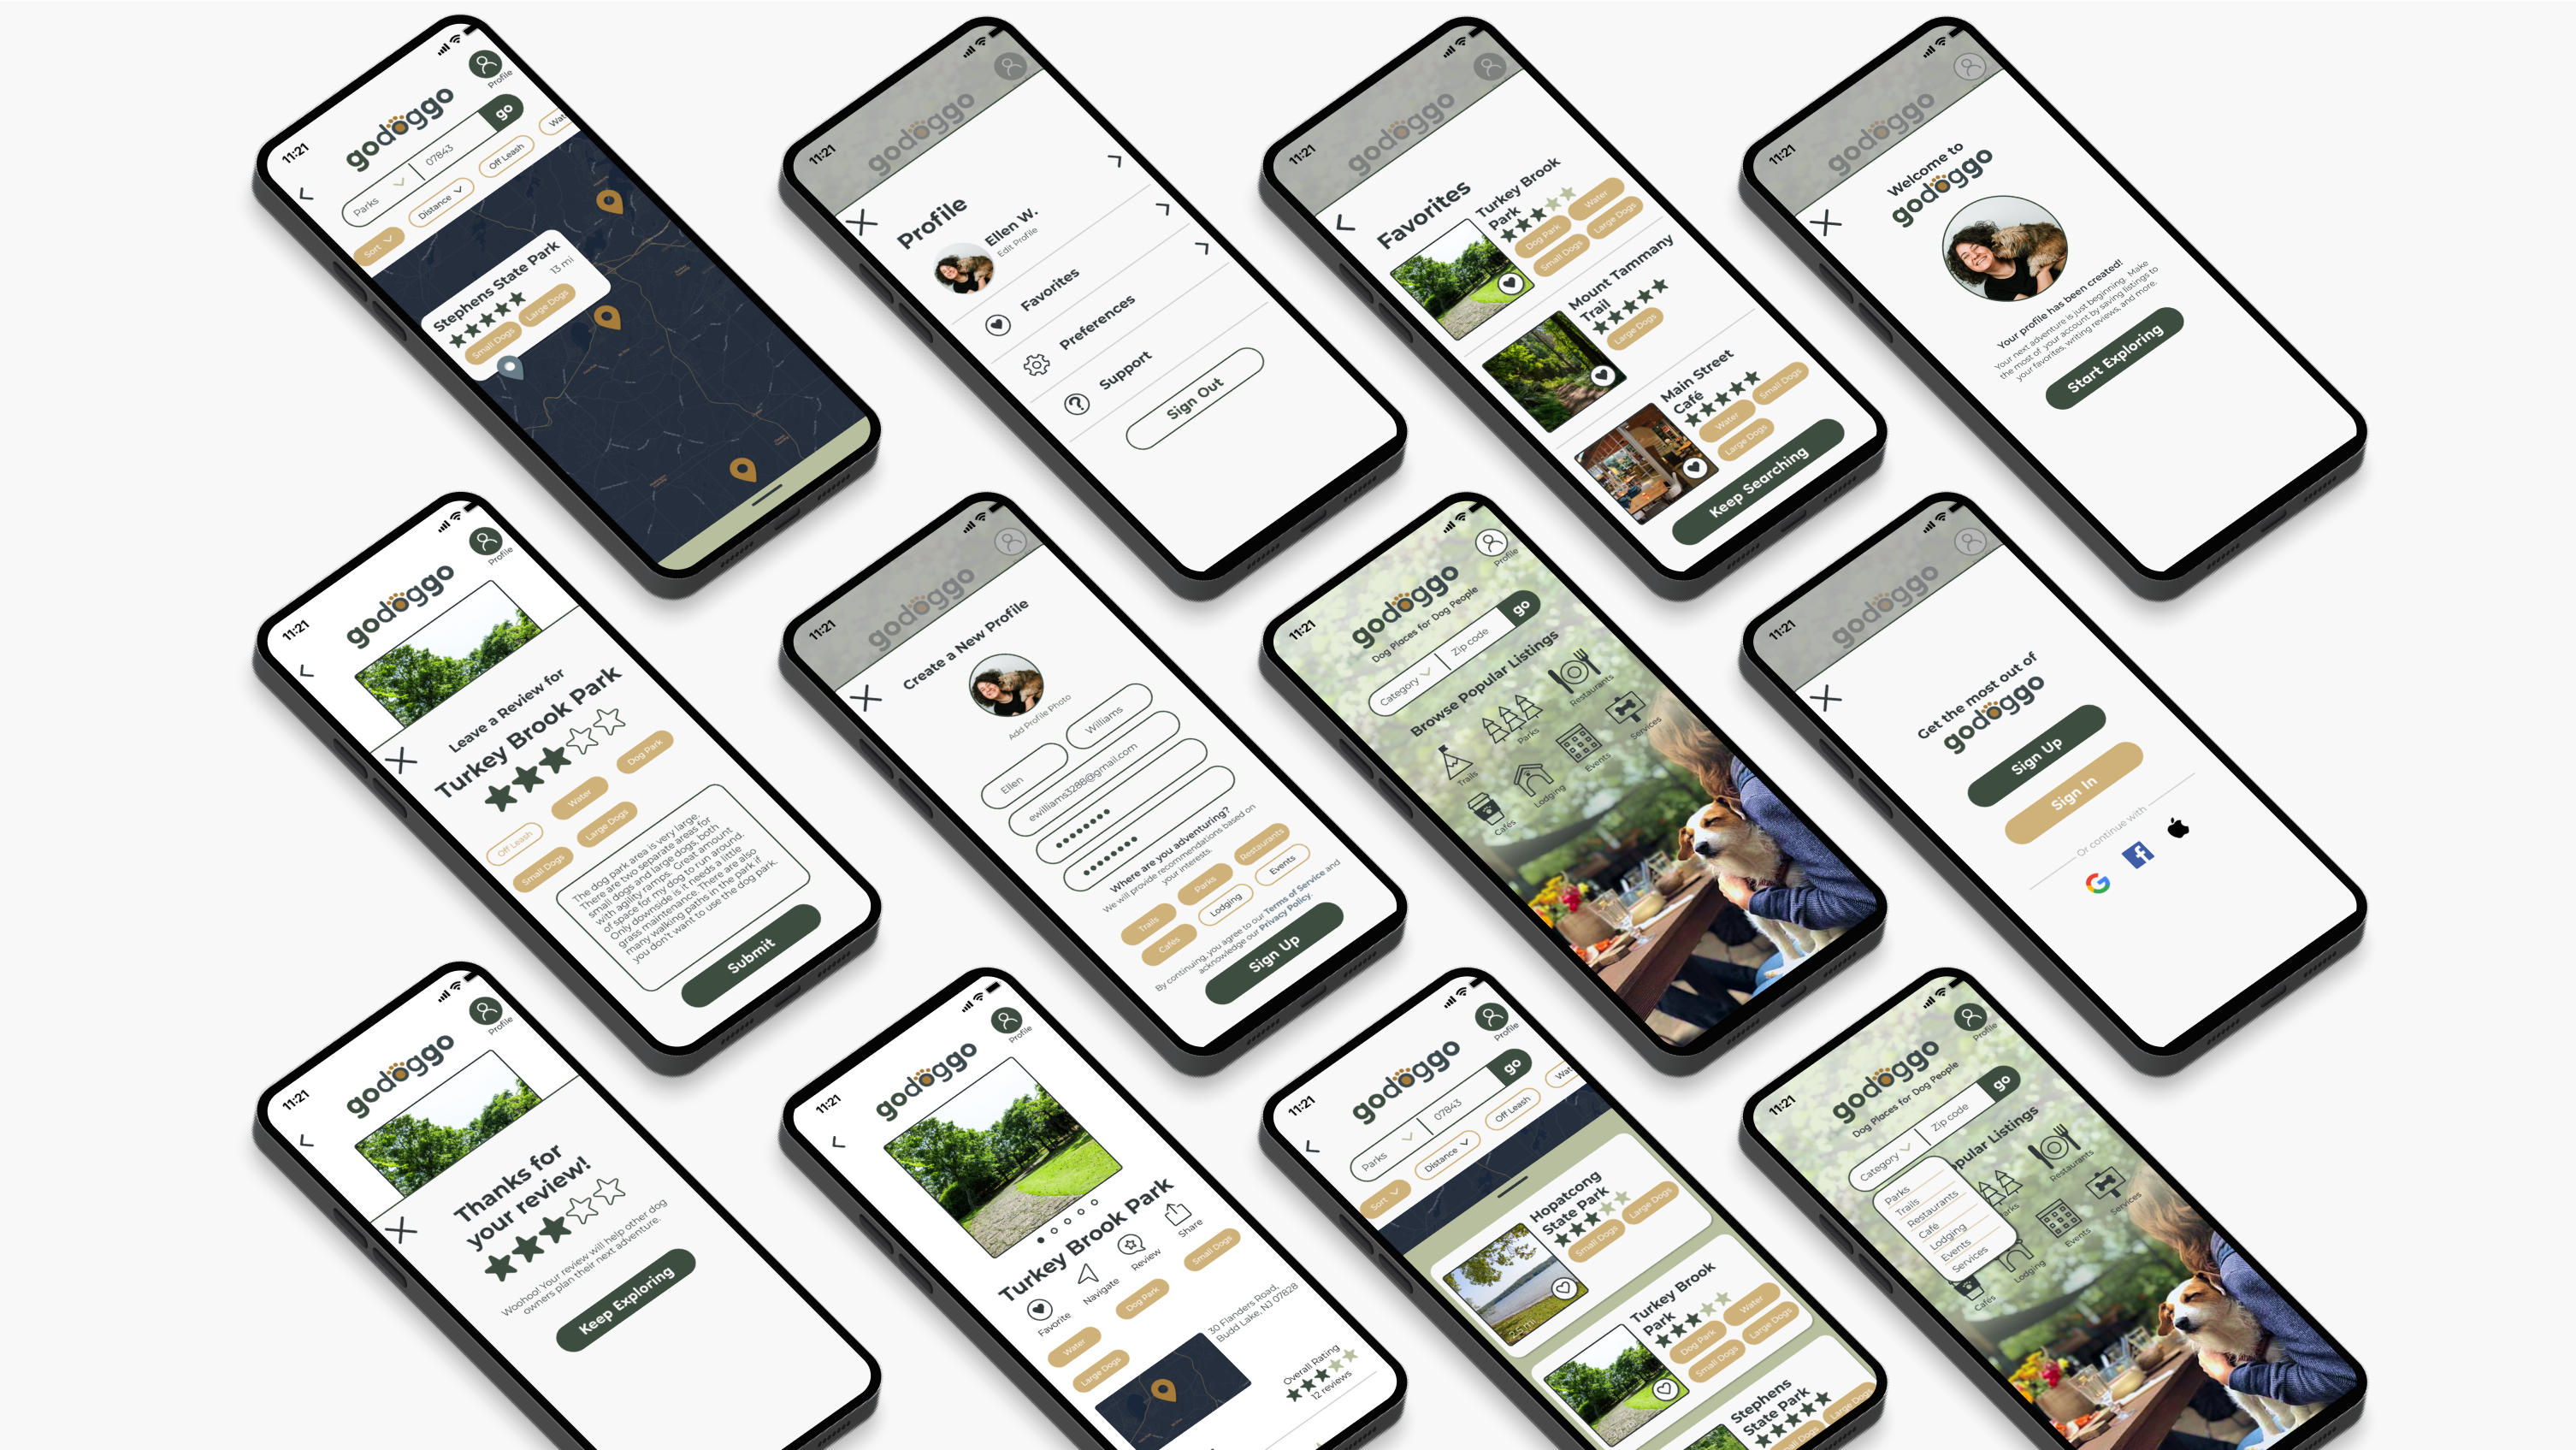 11:21
Profile
godoggo
Parks
07843
go
Sort
Distance
Off Leash
Stephens State Park
13 mi
Small Dogs
Large Dogs
11:21
godoggo
Profile
Ellen W.
Edit Profile
Favorites
Preferences
Support
Sign Out
11:21
godoggo
Favorites
Turkey Brook
Park
Dog Park
Water
Small Dogs
Large Dogs
Mount Tammany
Trail
Large Dogs
Main Street
Café
Water
Small Dogs
Large Dogs
Keep Searching
11:21
godoggo
Welcome to
godoggo
Your profile has been created!
Your next adventure is just beginning. Make
the most of your account by saving listings to
your favorites, writing reviews, and more.
Start Exploring
11:21
Profile
godoggo
Leave a Review for
Turkey Brook Park
Off Leash
Water
Dog Park
Small Dogs
Large Dogs
The dog park area is very large.
There are two separate areas for
small dogs and large dogs, both
with agility ramps. Great amount
of space for my dog to run around.
Only downside is it needs a little
grass maintenance. There are also
many walking paths in the park if
you don't want to use the dog park.
Submit
11:21
godoggo
Create a New Profile
Add Profile Photo
Ellen
Williams
ewilliams3288@gmail.com
Where are you adventuring?
We will provide recommendations based on
your interests.
Trails
Parks
Restaurants
Cafés
Lodging
Events
By continuing, you agree to our Terms of Service and
acknowledge our Privacy Policy.
Sign Up
11:21
Profile
godoggo
Dog Places for Dog People
Category
Zip code
go
Browse Popular Listings
Trails
Parks
Restaurants
Cafés
Lodging
Events
Services
11:21
godoggo
Get the most out of
godoggo
Sign Up
Sign In
Or continue with
11:21
Profile
godoggo
Thanks for
your review!
Woohoo! Your review will help other dog
owners plan their next adventure.
Keep Exploring
11:21
Profile
godoggo
Turkey Brook Park
Favorite
Navigate
Review
Share
Water
Dog Park
Small Dogs
Large Dogs
30 Flanders Road,
Budd Lake, NJ 07828
Overall Rating
12 reviews
11:21
Profile
godoggo
Parks
07843
go
Sort
Distance
Off Leash
Hopatcong
State Park
Small Dogs
Large Dogs
2.5 mi
Turkey Brook
Park
Dog Park
Water
Small Dogs
Large Dogs
Stephens
State Park
Large Dogs
11:21
Profile
godoggo
Dog Places for Dog People
Category
Zip code
go
opular Listings
Parks
Trails
Restaurants
Café
Lodging
Events
Services
arks
Restaurants
Cafés
Lodging
Events
Services